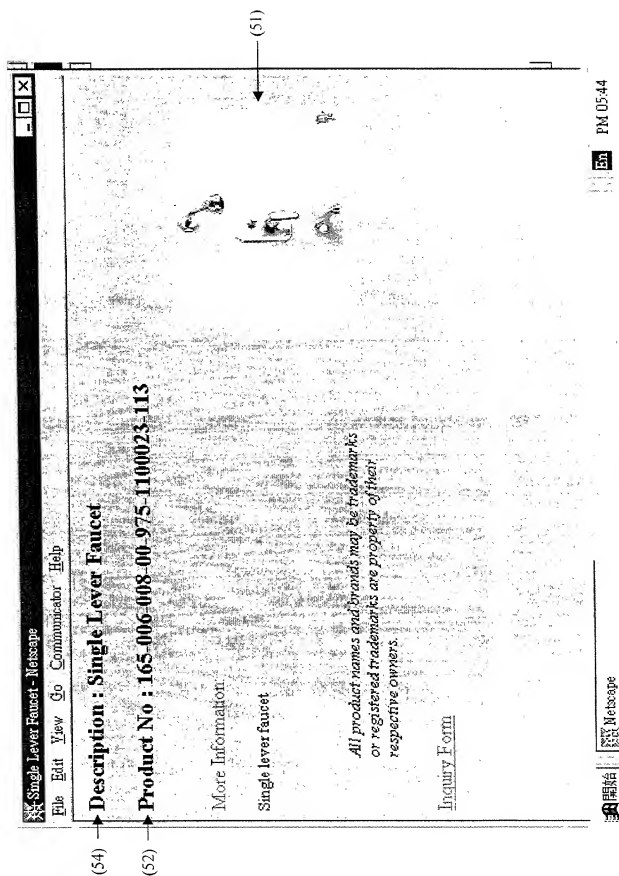 Single Lever Faucet - Netscape
File Edit View Go Communicator Help
(54) Description : Single Lever Faucet
(52) Product No : 165-006-008-00-975-1100023-113
(51)
More Information
Single lever faucet
All product names and brands may be trademarks
or registered trademarks are property of their
respective owners.
Inquiry Form
開始 Netscape En PM 05:44